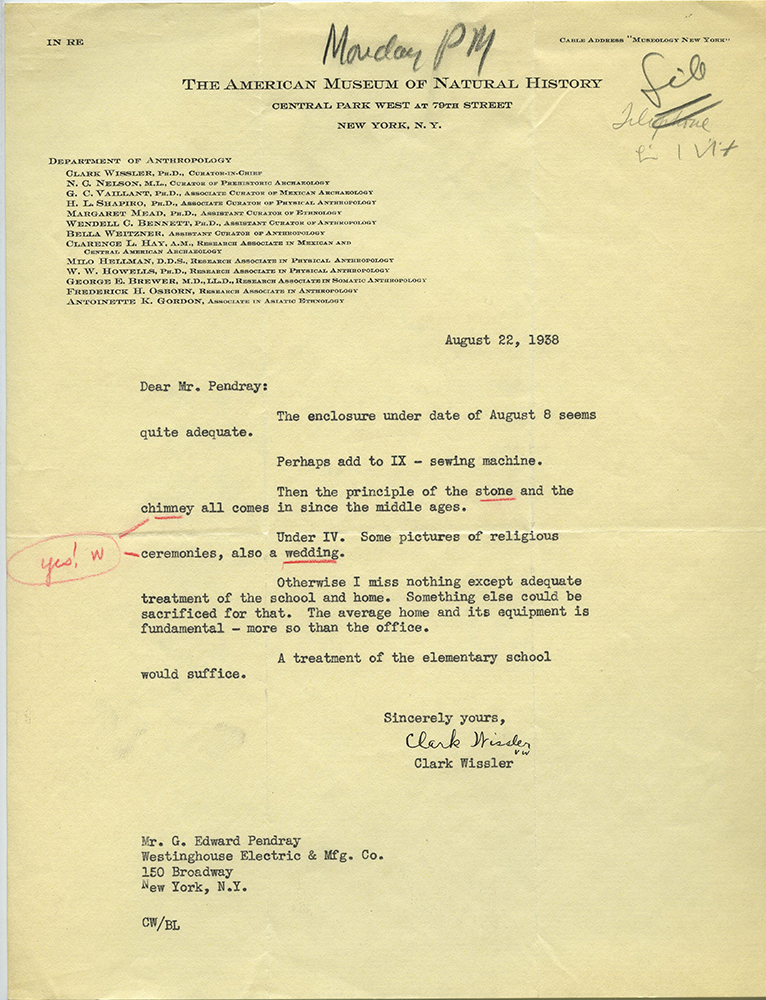 Monday PM
IN RE
CABLE ADDRESS "MUSEOLOGY NEW YORK"
THE AMERICAN MUSEUM OF NATURAL HISTORY
CENTRAL PARK WEST AT 79TH STREET
NEW YORK, N. Y.
File
Telephone
DEPARTMENT OF ANTHROPOLOGY
CLARK WISSLER, PH.D., CURATOR-IN-CHIEF
N. C. NELSON, M.L., CURATOR OF PREHISTORIC ARCHAEOLOGY
G. C. VAILLANT, PH.D., ASSOCIATE CURATOR OF MEXICAN ARCHAEOLOGY
H. L. SHAPIRO, PH.D., ASSOCIATE CURATOR OF PHYSICAL ANTHROPOLOGY
MARGARET MEAD, PH.D., ASSISTANT CURATOR OF ETHNOLOGY
WENDELL C. BENNETT, PH.D., ASSISTANT CURATOR OF ANTHROPOLOGY
BELLA WEITZNER, ASSISTANT CURATOR OF ANTHROPOLOGY
CLARENCE L. HAY, A.M., RESEARCH ASSOCIATE IN MEXICAN AND
CENTRAL AMERICAN ARCHAEOLOGY
MILO HELLMAN, D.D.S., RESEARCH ASSOCIATE IN PHYSICAL ANTHROPOLOGY
W. W. HOWELLS, PH.D., RESEARCH ASSOCIATE IN PHYSICAL ANTHROPOLOGY
GEORGE E. BREWER, M.D., LL.D., RESEARCH ASSOCIATE IN SOMATIC ANTHROPOLOGY
FREDERICK H. OSBORN, RESEARCH ASSOCIATE IN ANTHROPOLOGY
ANTOINETTE K. GORDON, ASSOCIATE IN ASIATIC ETHNOLOGY
August 22, 1938
Dear Mr. Pendray:
The enclosure under date of August 8 seems
quite adequate.
Perhaps add to IX - sewing machine.
Then the principle of the stone and the
chimney all comes in since the middle ages.
Under IV. Some pictures of religious
yes! W
ceremonies, also a wedding.
Otherwise I miss nothing except adequate
treatment of the school and home. Something else could be
sacrificed for that. The average home and its equipment is
fundamental - more so than the office.
A treatment of the elementary school
would suffice.
Sincerely yours,
Clark Wissler
Clark Wissler
Mr. G. Edward Pendray
Westinghouse Electric & Mfg. Co.
150 Broadway
New York, N.Y.
CW/BL